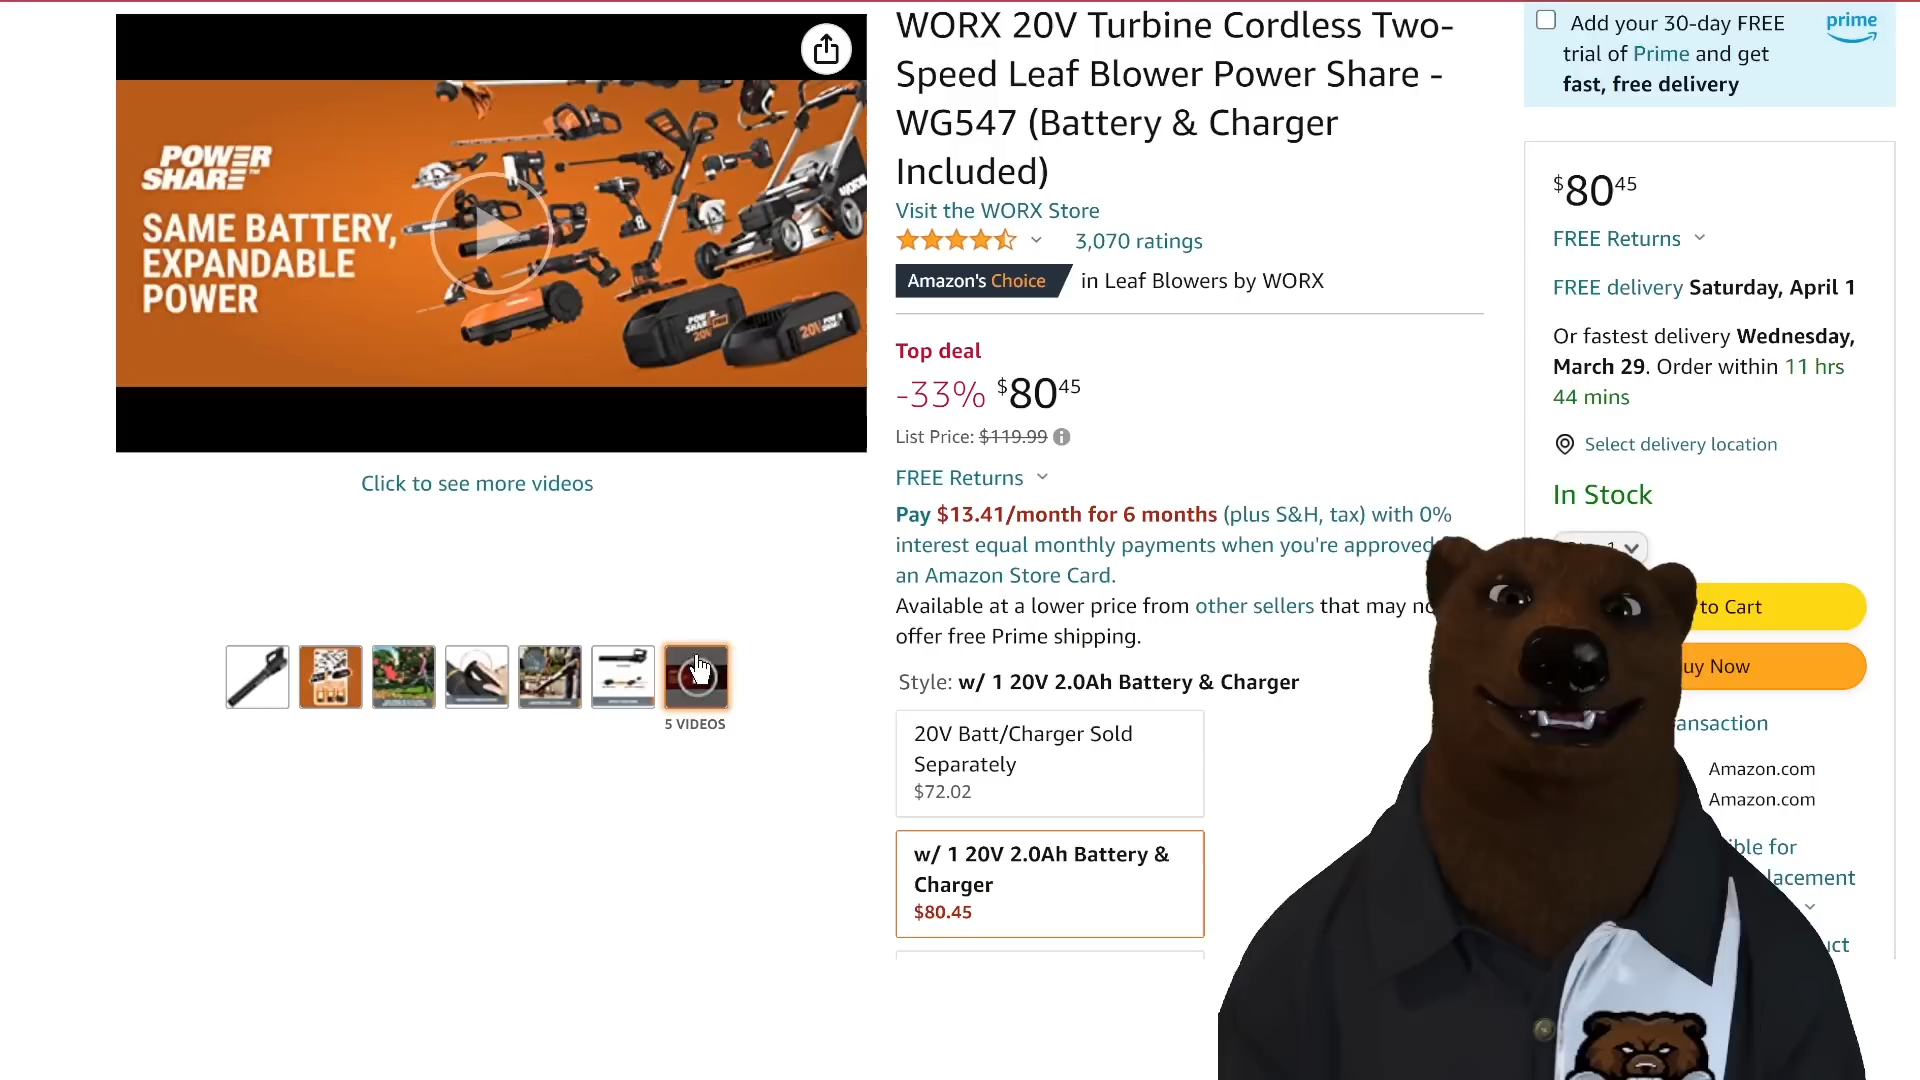 POWER
SHARE™
SAME BATTERY,
EXPANDABLE
POWER
Click to see more videos
5 VIDEOS
WORX 20V Turbine Cordless Two-
Speed Leaf Blower Power Share -
WG547 (Battery & Charger
Included)
Visit the WORX Store
3,070 ratings
Amazon's Choice in Leaf Blowers by WORX
Top deal
-33% $80 45
List Price: $119.99
FREE Returns
Pay $13.41/month for 6 months (plus S&H, tax) with 0%
interest equal monthly payments when you're approved
an Amazon Store Card.
Available at a lower price from other sellers that may
offer free Prime shipping.
Style: w/ 1 20V 2.0Ah Battery & Charger
20V Batt/Charger Sold
Separately
$72.02
w/ 1 20V 2.0Ah Battery &
Charger
$80.45
Add your 30-day FREE
trial of Prime and get
fast, free delivery
prime
$80 45
FREE Returns
FREE delivery Saturday, April 1
Or fastest delivery Wednesday,
March 29. Order within 11 hrs
44 mins
Select delivery location
In Stock
to Cart
uy Now
ansaction
Amazon.com
Amazon.com
ible for
lacement